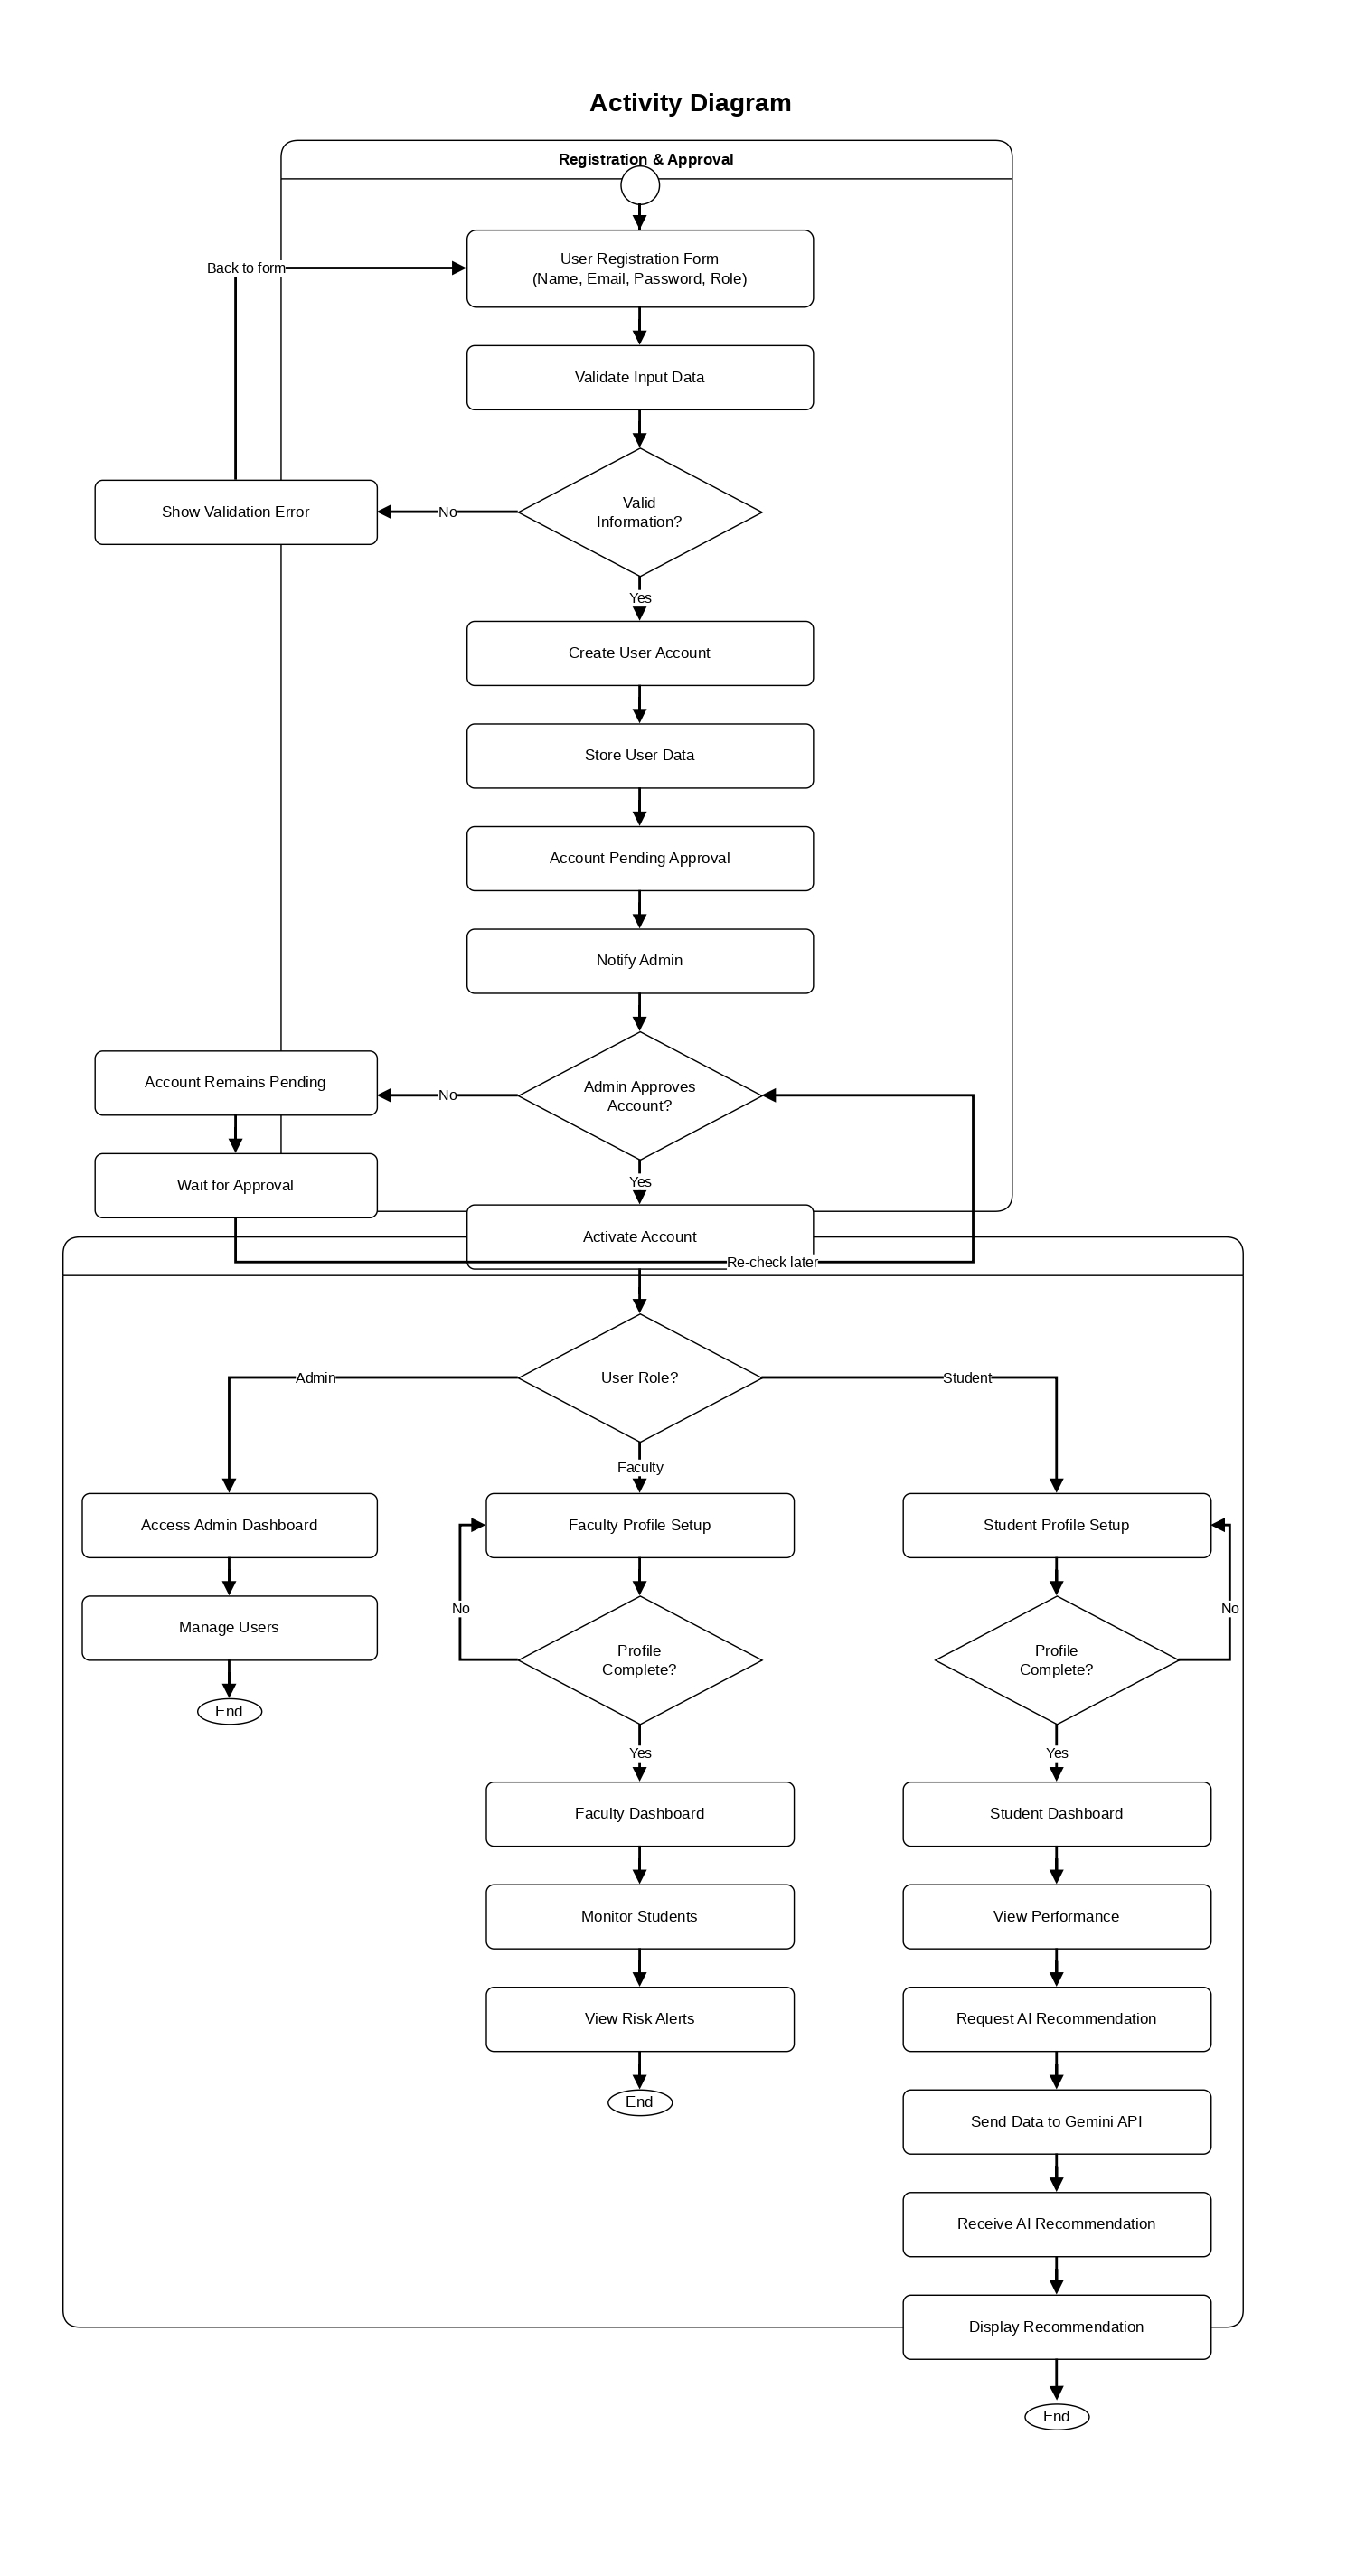 Activity Diagram
Registration & Approval
User Registration Form
(Name, Email, Password, Role)
Back to form
Validate Input Data
Valid
Information?
No
Show Validation Error
Yes
Create User Account
Store User Data
Account Pending Approval
Notify Admin
Admin Approves
Account?
No
Account Remains Pending
Wait for Approval
Yes
Activate Account
Re-check later
User Role?
Admin
Student
Faculty
Access Admin Dashboard
Faculty Profile Setup
Student Profile Setup
No
No
Manage Users
Profile
Complete?
Profile
Complete?
End
Yes
Yes
Faculty Dashboard
Student Dashboard
Monitor Students
View Performance
View Risk Alerts
Request AI Recommendation
End
Send Data to Gemini API
Receive AI Recommendation
Display Recommendation
End